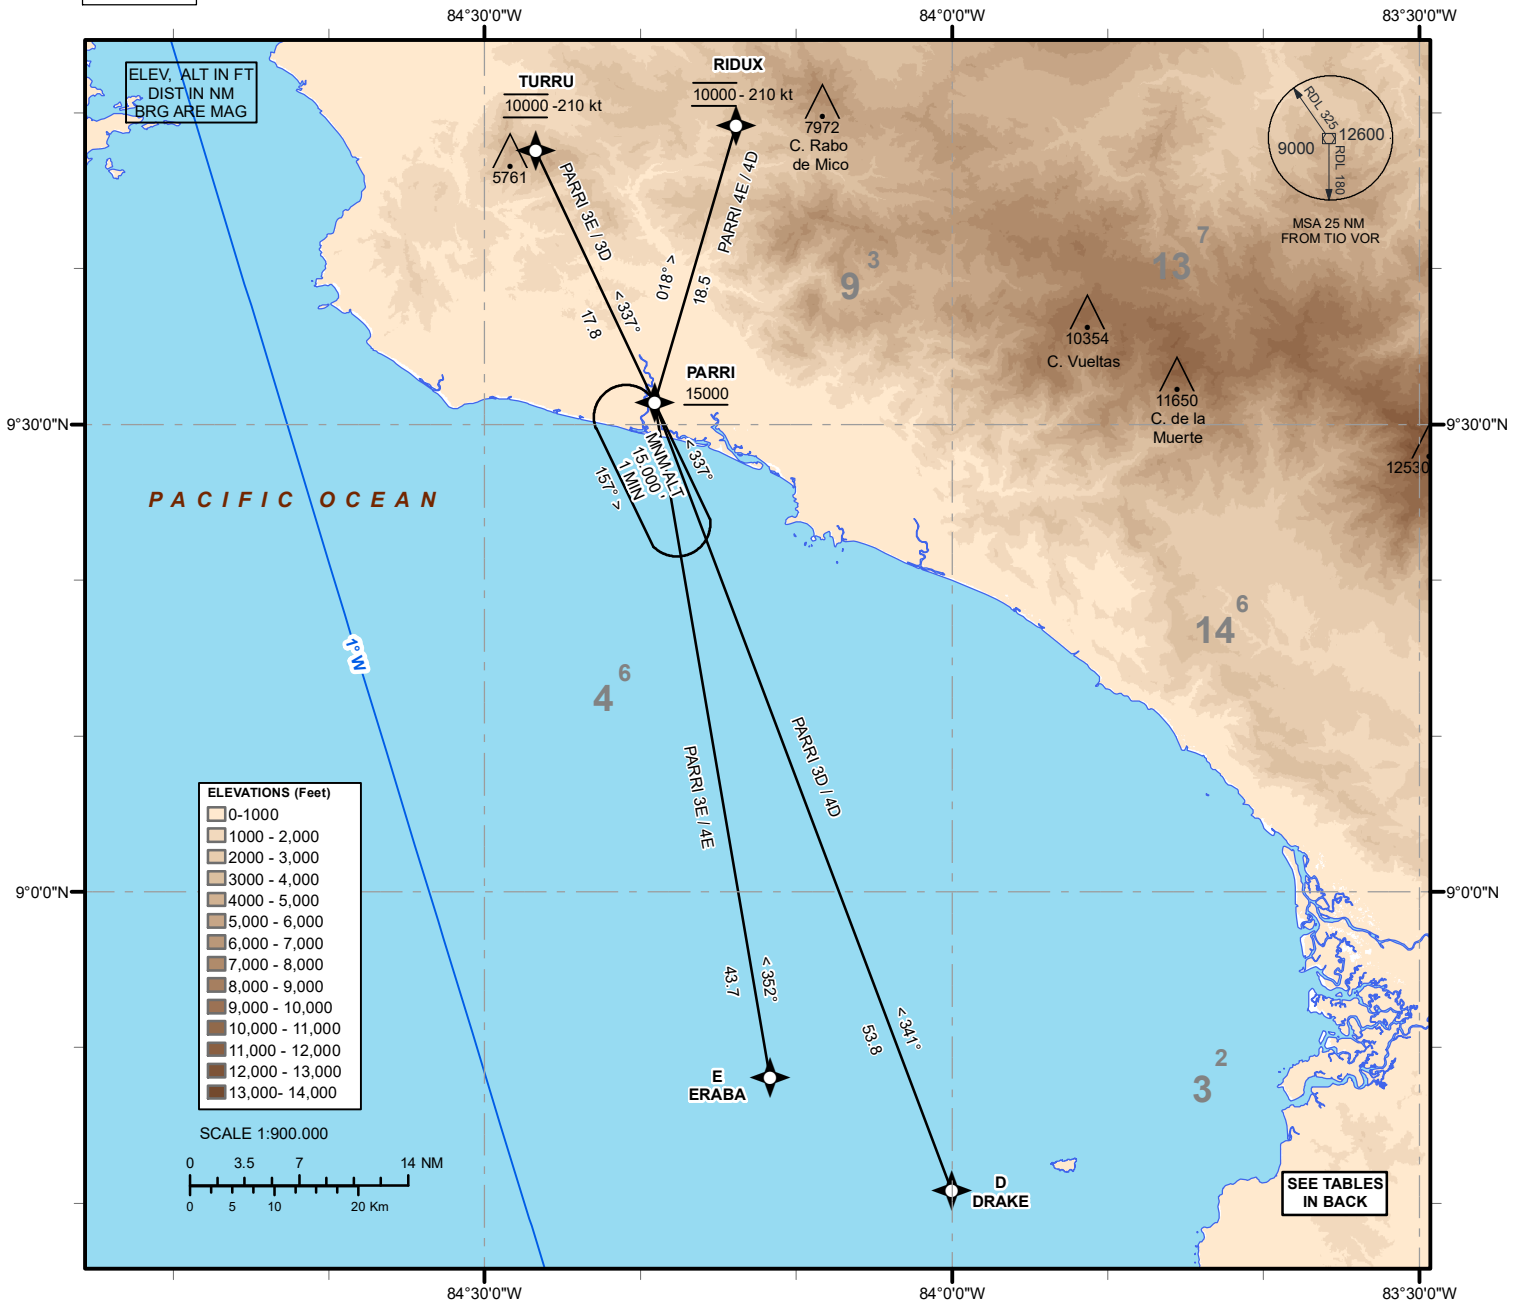 84°30'0"W
84°0'0"W
83°30'0"W
ELEV, ALT IN FT
DIST IN NM
BRG ARE MAG
TURRU
10000 -210 kt
RIDUX
10000 - 210 kt
5761
7972
C. Rabo
de Mico
RDL 325
12600
9000
RDL 180
MSA 25 NM
FROM TIO VOR
PARRI 3E / 3D
PARRI 4E / 4D
9 3
13 7
018° >
18.5
< 337°
17.8
10354
C. Vueltas
PARRI
15000
11650
C. de la
Muerte
9°30'0"N
9°30'0"N
12530
< 337°
MNM ALT
15.000 '
1 MIN
157° >
PACIFIC OCEAN
14 6
1° W
4 6
PARRI 3E / 4E
PARRI 3D / 4D
ELEVATIONS (Feet)
0-1000
1000 - 2,000
2000 - 3,000
3000 - 4,000
4000 - 5,000
5,000 - 6,000
6,000 - 7,000
7,000 - 8,000
8,000 - 9,000
9,000 - 10,000
10,000 - 11,000
11,000 - 12,000
12,000 - 13,000
13,000- 14,000
9°0'0"N
9°0'0"N
< 352°
43.7
< 341°
53.8
E
ERABA
3 2
SCALE 1:900.000
0 3.5 7 14 NM
0 5 10 20 Km
D
DRAKE
SEE TABLES
IN BACK
84°30'0"W
84°0'0"W
83°30'0"W